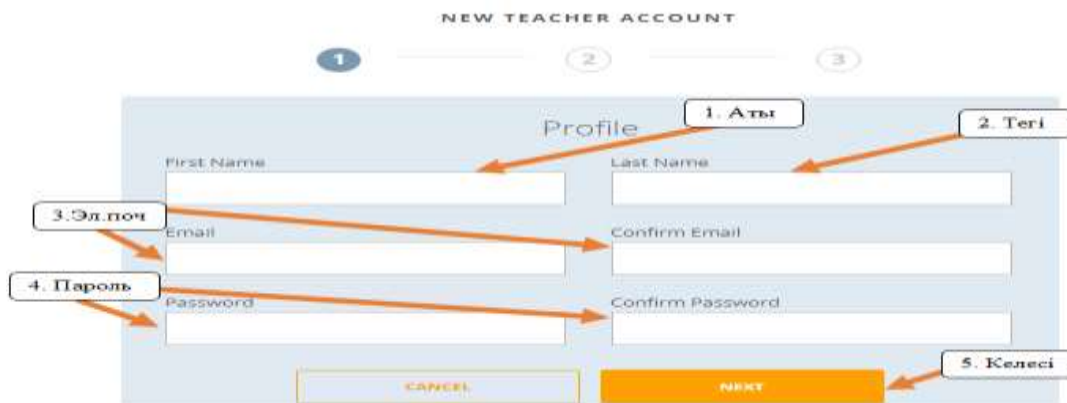 NEW TEACHER ACCOUNT
1 2 3
Profile
1. Аты
2. Тегі
First Name
Last Name
3.Эл.поч
Email
Confirm Email
4. Пароль
Password
Confirm Password
5. Келесі
CANCEL
NEXT